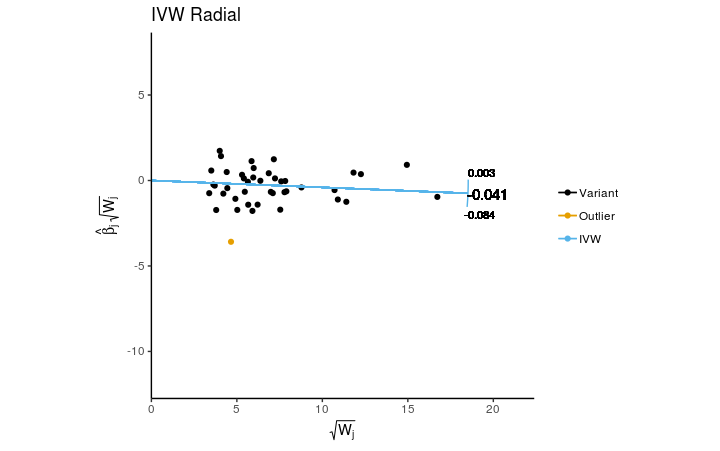 IVW Radial
5
0
-5
-10
β̂j√Wj
0.003
-0.041
-0.084
Variant
Outlier
IVW
0 5 10 15 20
√Wj